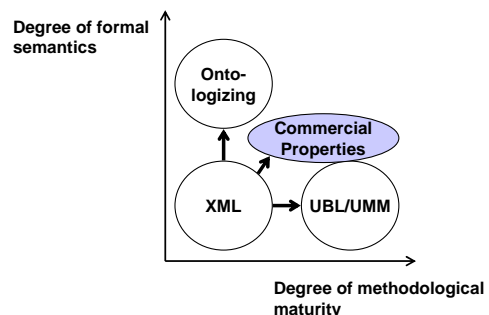 Degree of formal
semantics
Onto-
logizing
Commercial
Properties
XML
UBL/UMM
Degree of methodological
maturity